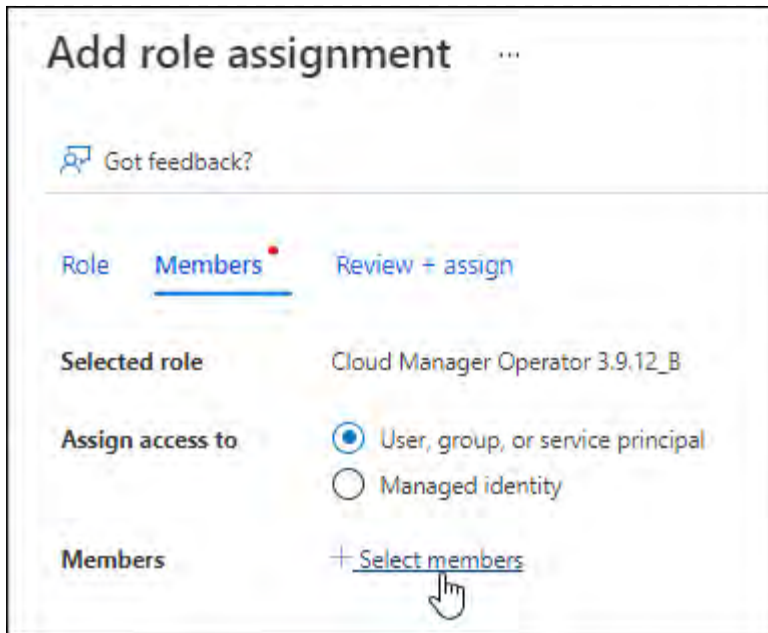 Add role assignment ...
Got feedback?
Role Members Review + assign
Selected role Cloud Manager Operator 3.9.12_B
Assign access to User, group, or service principal
Managed identity
Members + Select members